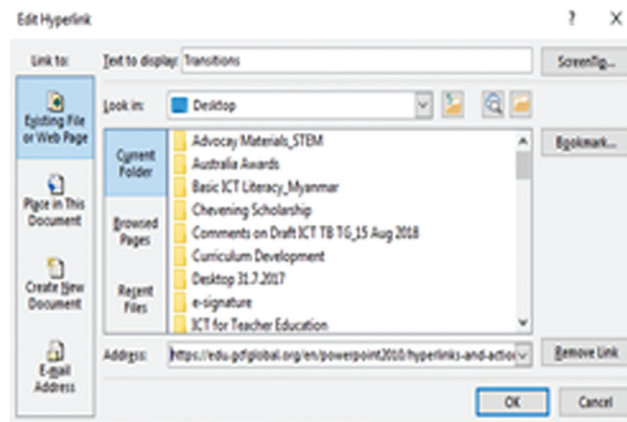 Edit Hyperlink
? X
Link to:
Text to display: Transitions
ScreenTip...
Existing File or Web Page
Look in: Desktop
Bookmark...
Current Folder
Advocay Materials_STEM
Australia Awards
Basic ICT Literacy_Myanmar
Chevening Scholarship
Comments on Draft ICT TB TG_15 Aug 2018
Curriculum Development
Desktop 31.7.2017
e-signature
ICT for Teacher Education
Place in This Document
Browsed Pages
Create New Document
Recent Files
E-mail Address
Address: https://edu.gcfglobal.org/en/powerpoint2010/hyperlinks-and-action
Remove Link
OK
Cancel